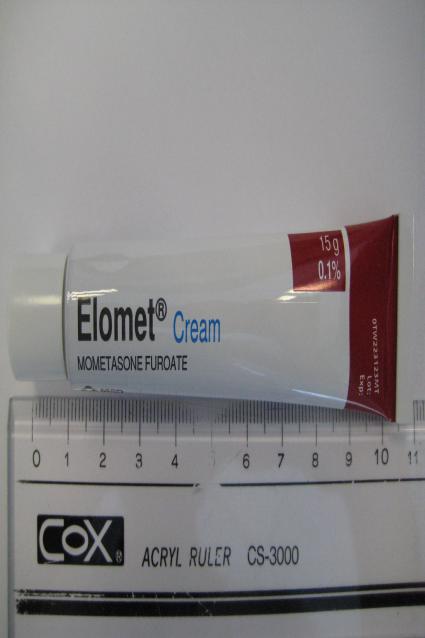 15g
0.1%
Elomet® Cream
MOMETASONE FUROATE
0TW223123MT
Lot:
Exp:
0 1 2 3 4 6 7 8 9 10 11
COX®
ACRYL RULER CS-3000